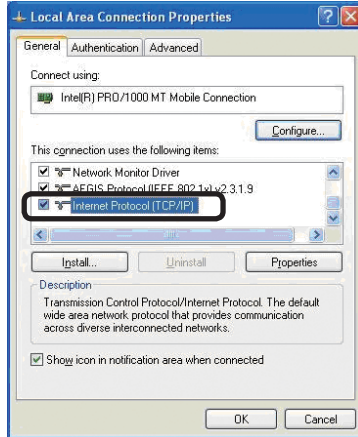 Local Area Connection Properties
General Authentication Advanced
Connect using:
Intel(R) PRO/1000 MT Mobile Connection
Configure...
This connection uses the following items:
Network Monitor Driver
AEGIS Protocol (IEEE 802.1x) v2.3.1.9
Internet Protocol (TCP/IP)
Install... Uninstall Properties
Description
Transmission Control Protocol/Internet Protocol. The default
wide area network protocol that provides communication
across diverse interconnected networks.
Show icon in notification area when connected
OK Cancel